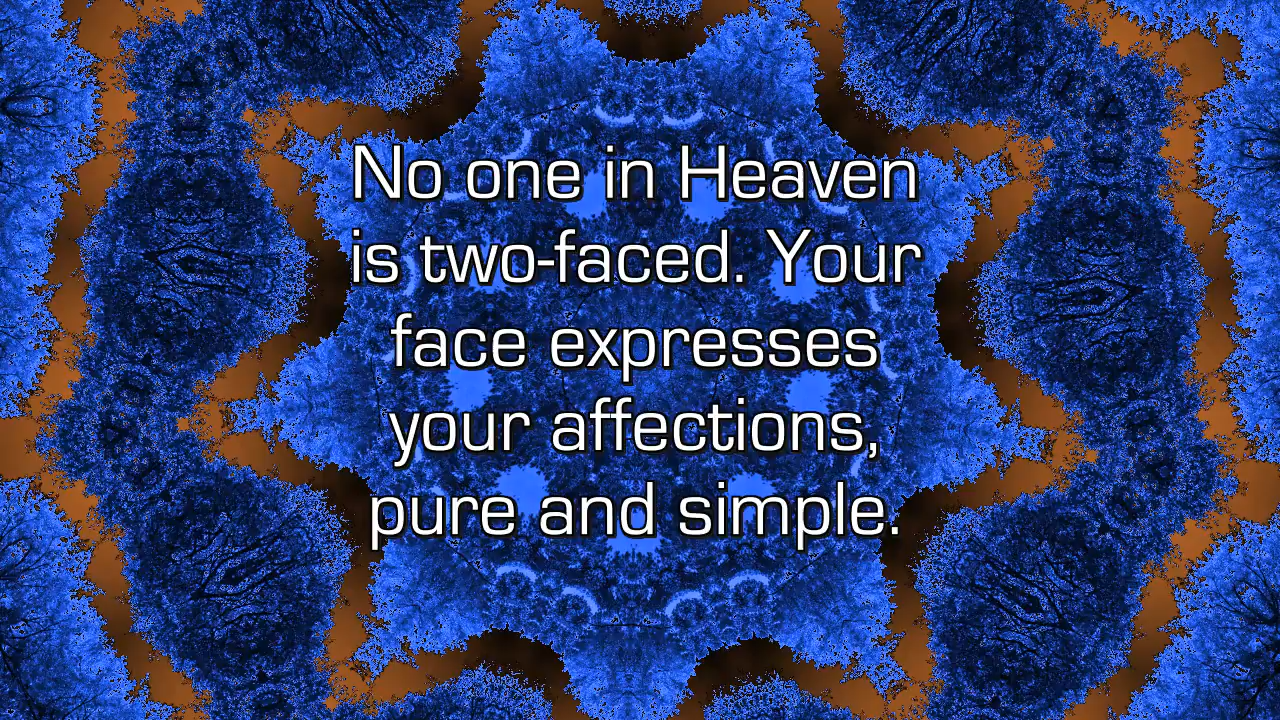 No one in Heaven
is two-faced. Your
face expresses
your affections,
pure and simple.